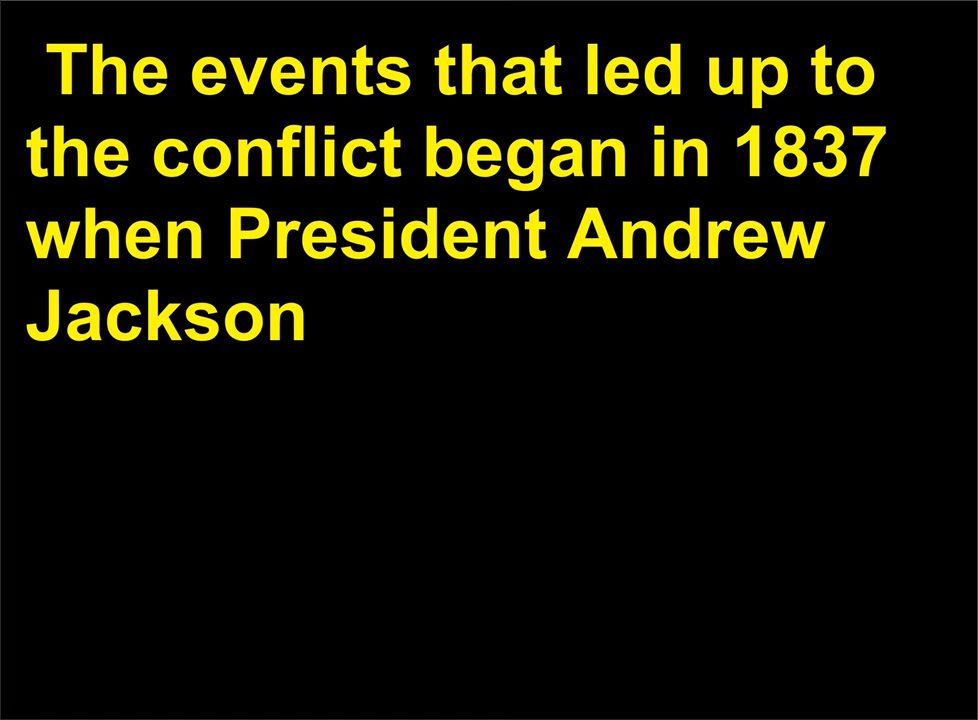 The events that led up to
the conflict began in 1837
when President Andrew
Jackson